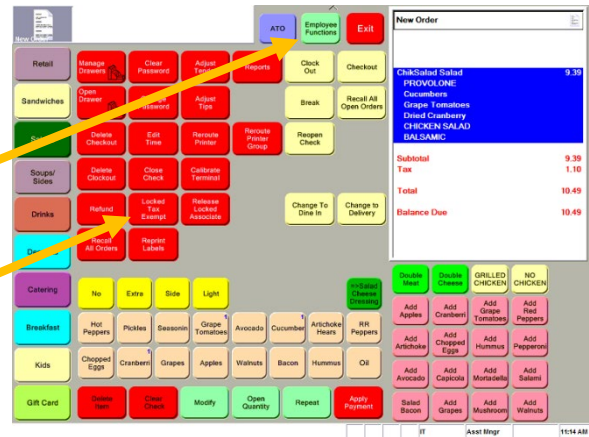 New Order
ATO
Employee
Functions
Exit
New Order
Retail
Manage
Drawers
Clear
Password
Adjust
Reports
Clock
Out
Checkout
ChikSalad Salad 9.39
PROVOLONE
Cucumbers
Grape Tomatoes
Dried Cranberry
CHICKEN SALAD
BALSAMIC
Sandwiches
Open
Drawer
Adjust
Tips
Break
Recall All
Open Orders
Delete
Checkout
Edit
Time
Reroute
Printer
Reroute
Printer
Group
Reopen
Check
Subtotal 9.39
Tax 1.10
Total 10.49
Balance Due 10.49
Soups/
Sides
Delete
Clockout
Close
Check
Calibrate
Terminal
Drinks
Refund
Locked
Tax
Exempt
Release
Locked
Associate
Change To
Dine In
Change to
Delivery
Recall
All Orders
Reprint
Labels
Catering
No
Extra
Side
Light
=>Salad
Cheese
Dressing
Double
Meat
Double
Cheese
GRILLED
CHICKEN
NO
CHICKEN
Breakfast
Hot
Peppers
Pickles
Seasonin
Grape
Tomatoes
Avocado
Cucumber
Artichoke
Hears
RR
Peppers
Add
Apples
Add
Cranberri
Add
Grape
Tomatoes
Add
Red
Peppers
Kids
Chopped
Eggs
Cranberri
Grapes
Apples
Walnuts
Bacon
Hummus
Oil
Add
Artichoke
Add
Chopped
Eggs
Add
Hummus
Add
Pepperoni
Add
Avocado
Add
Capicola
Add
Mortadella
Add
Salami
Gift Card
Delete
Item
Clear
Check
Modify
Open
Quantity
Repeat
Apply
Payment
Salad
Bacon
Add
Grapes
Add
Mushroom
Add
Walnuts
IT
Asst Mngr
11:14 AM